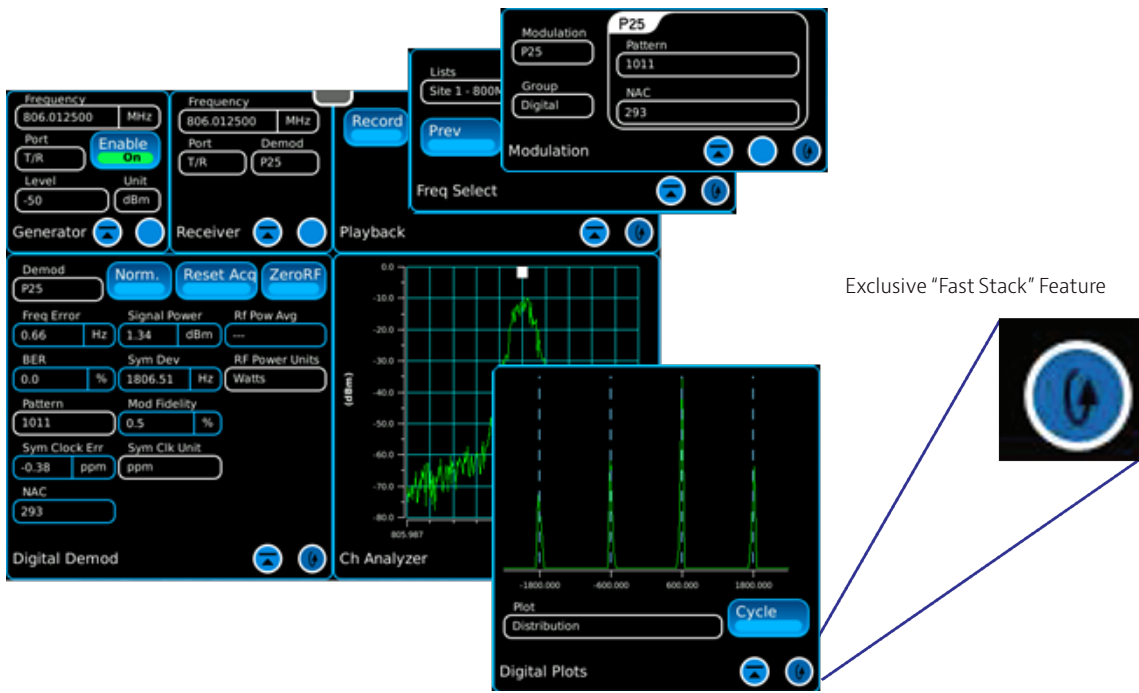 Frequency
806.012500 MHz
Port
T/R
Enable
On
Level Unit
-50 dBm
Generator
Frequency
806.012500 MHz
Port Demod
T/R P25
Receiver
Record
Playback
Lists
Site 1 - 800M
Prev
Freq Select
Modulation
P25
Group
Digital
Modulation
P25
Pattern
1011
NAC
293
Demod
P25
Norm. Reset Acq ZeroRF
Freq Error Signal Power Rf Pow Avg
0.66 Hz 1.34 dBm ---
BER Sym Dev RF Power Units
0.0 % 1806.51 Hz Watts
Pattern Mod Fidelity
1011 0.5 %
Sym Clock Err Sym Clk Unit
-0.38 ppm ppm
NAC
293
Digital Demod
0.0
-10.0
-20.0
-30.0
-40.0
-50.0
-60.0
-70.0
-80.0
(dBm)
805.987
Ch Analyzer
-1800.000 -600.000 600.000 1800.000
Plot
Distribution
Cycle
Digital Plots
Exclusive “Fast Stack” Feature